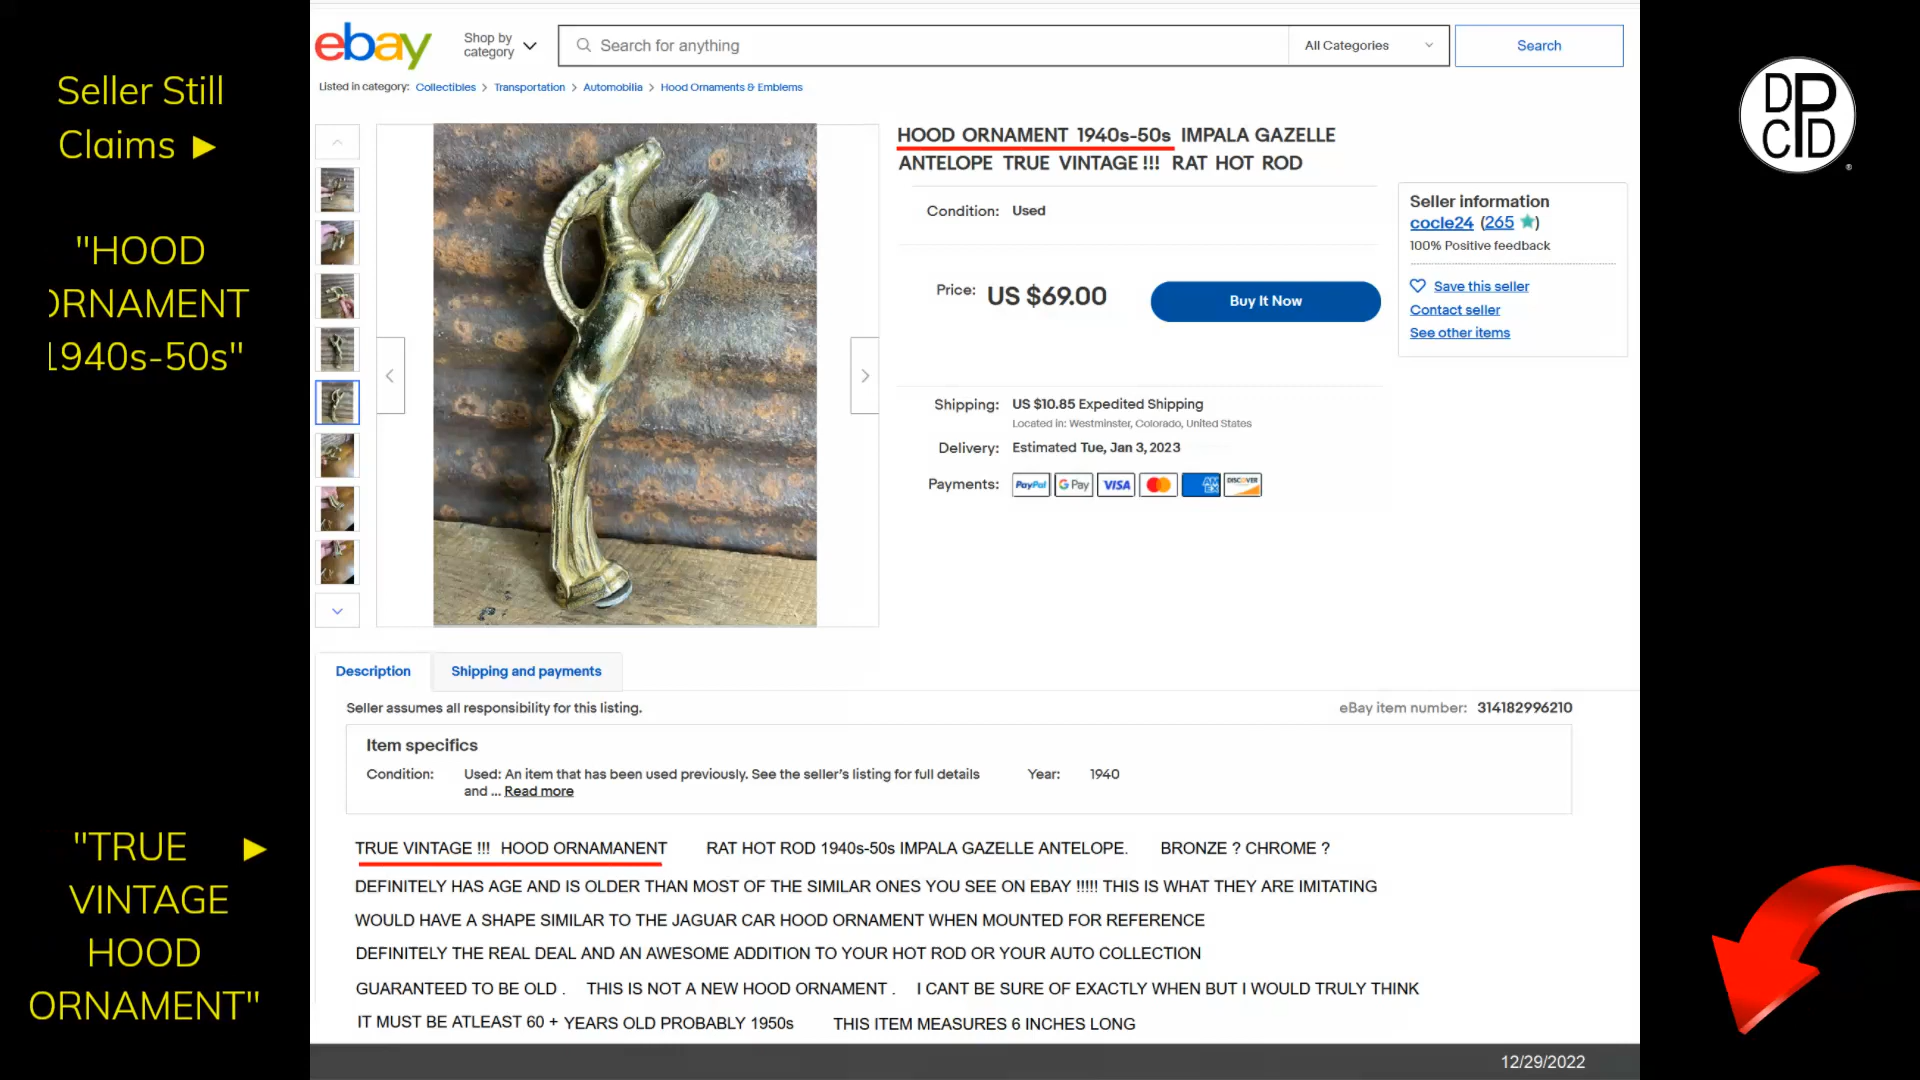 Seller Still
Claims ►
"HOOD
ORNAMENT
1940s-50s"
"TRUE ►
VINTAGE
HOOD
ORNAMENT"
ebay
Shop by
category
Search for anything
All Categories
Search
Listed in category: Collectibles > Transportation > Automobilia > Hood Ornaments & Emblems
HOOD ORNAMENT 1940s-50s IMPALA GAZELLE
ANTELOPE TRUE VINTAGE !!! RAT HOT ROD
Condition: Used
Price: US $69.00
Buy It Now
Shipping: US $10.85 Expedited Shipping
Located in: Westminster, Colorado, United States
Delivery: Estimated Tue, Jan 3, 2023
Payments: PayPal G Pay VISA AM EX DISCOVER
Seller information
cocle24 (265 ★)
100% Positive feedback
Save this seller
Contact seller
See other items
Description
Shipping and payments
Seller assumes all responsibility for this listing.
eBay item number: 314182996210
Item specifics
Condition: Used: An item that has been used previously. See the seller's listing for full details
and ... Read more
Year: 1940
TRUE VINTAGE !!! HOOD ORNAMANENT RAT HOT ROD 1940s-50s IMPALA GAZELLE ANTELOPE. BRONZE ? CHROME ?
DEFINITELY HAS AGE AND IS OLDER THAN MOST OF THE SIMILAR ONES YOU SEE ON EBAY !!!!! THIS IS WHAT THEY ARE IMITATING
WOULD HAVE A SHAPE SIMILAR TO THE JAGUAR CAR HOOD ORNAMENT WHEN MOUNTED FOR REFERENCE
DEFINITELY THE REAL DEAL AND AN AWESOME ADDITION TO YOUR HOT ROD OR YOUR AUTO COLLECTION
GUARANTEED TO BE OLD . THIS IS NOT A NEW HOOD ORNAMENT . I CANT BE SURE OF EXACTLY WHEN BUT I WOULD TRULY THINK
IT MUST BE ATLEAST 60 + YEARS OLD PROBABLY 1950s THIS ITEM MEASURES 6 INCHES LONG
12/29/2022
DPCD
®